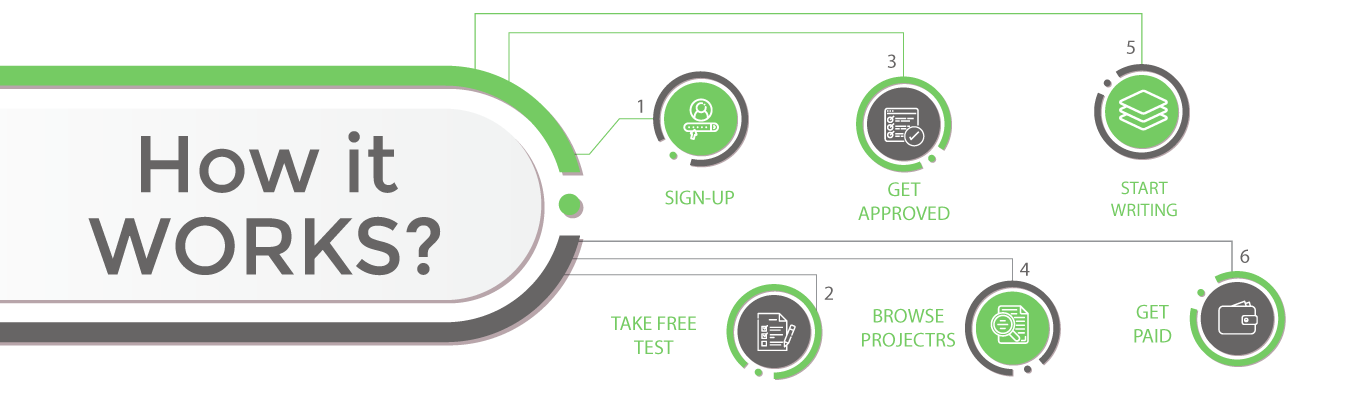 How it
WORKS?
1
SIGN-UP
2
TAKE FREE
TEST
3
GET
APPROVED
4
BROWSE
PROJECTRS
5
START
WRITING
6
GET
PAID